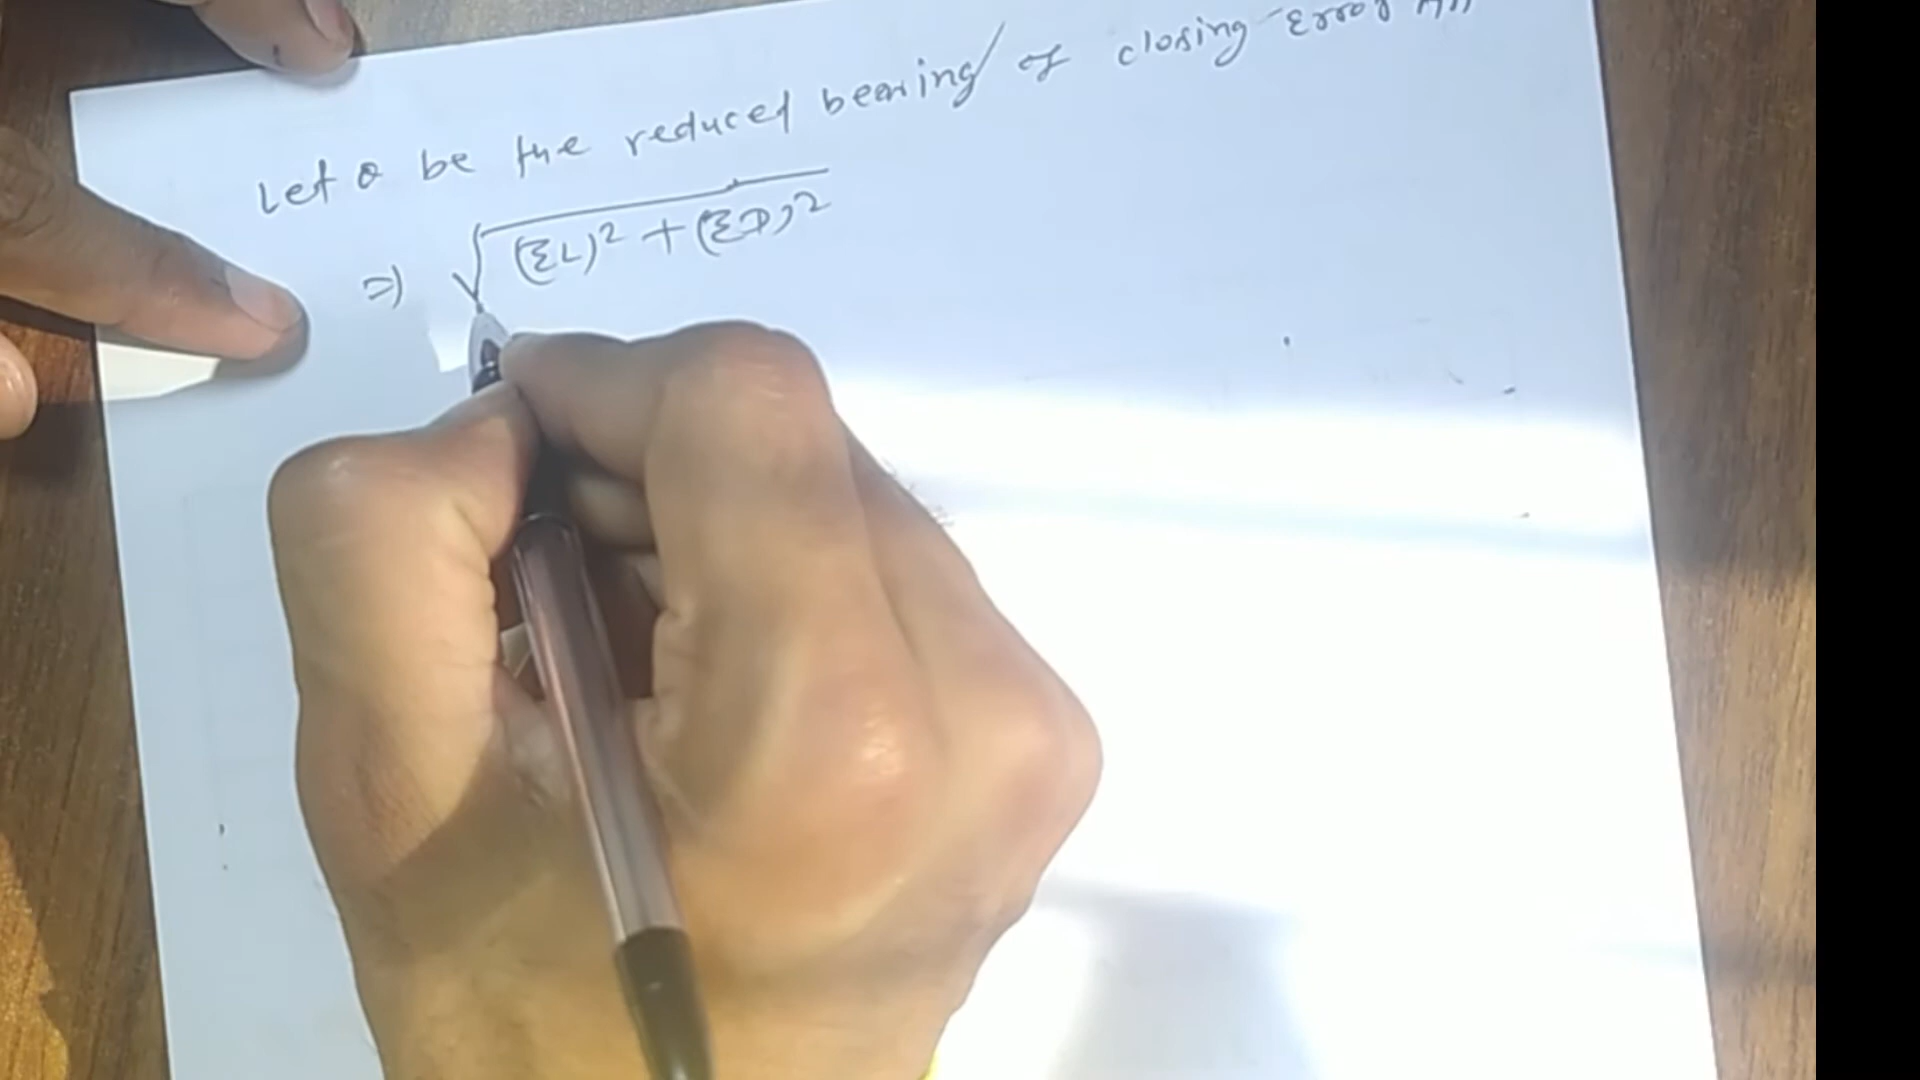 Let θ be the reduced bearing of closing Error
=> √(ΣL)² + (ΣD)²